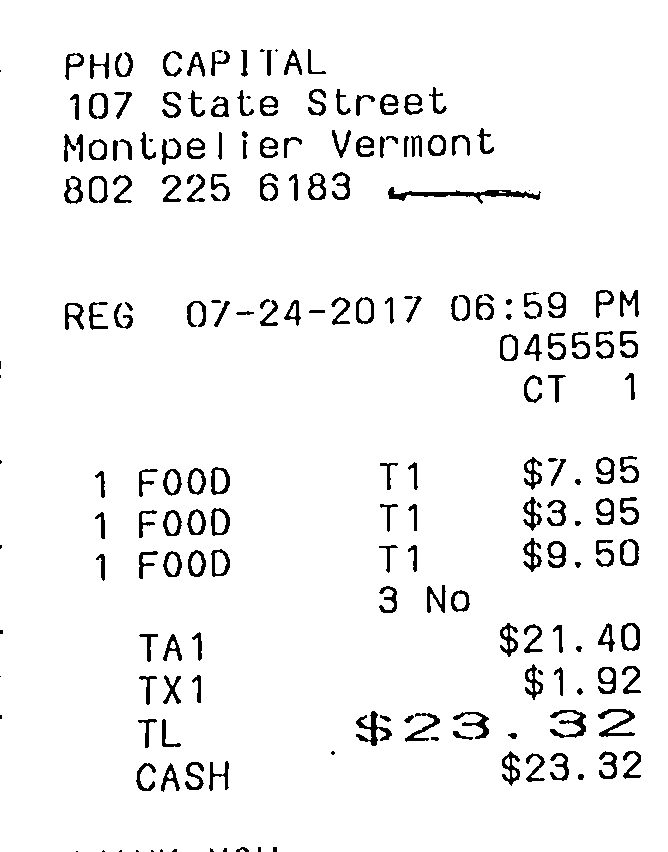 PHO CAPITAL
107 State Street
Montpelier Vermont
802 225 6183
REG 07-24-2017 06:59 PM
045555
CT 1
1 FOOD T1 $7.95
1 FOOD T1 $3.95
1 FOOD T1 $9.50
3 No
TA1 $21.40
TX1 $1.92
TL $23.32
CASH $23.32